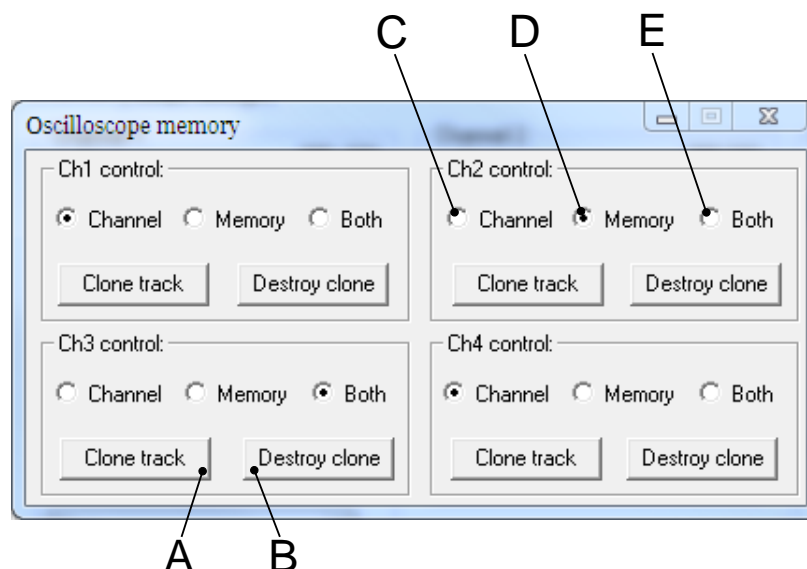 C D E
Oscilloscope memory
Ch1 control:
Channel Memory Both
Clone track Destroy clone
Ch2 control:
Channel Memory Both
Clone track Destroy clone
Ch3 control:
Channel Memory Both
Clone track Destroy clone
Ch4 control:
Channel Memory Both
Clone track Destroy clone
A B